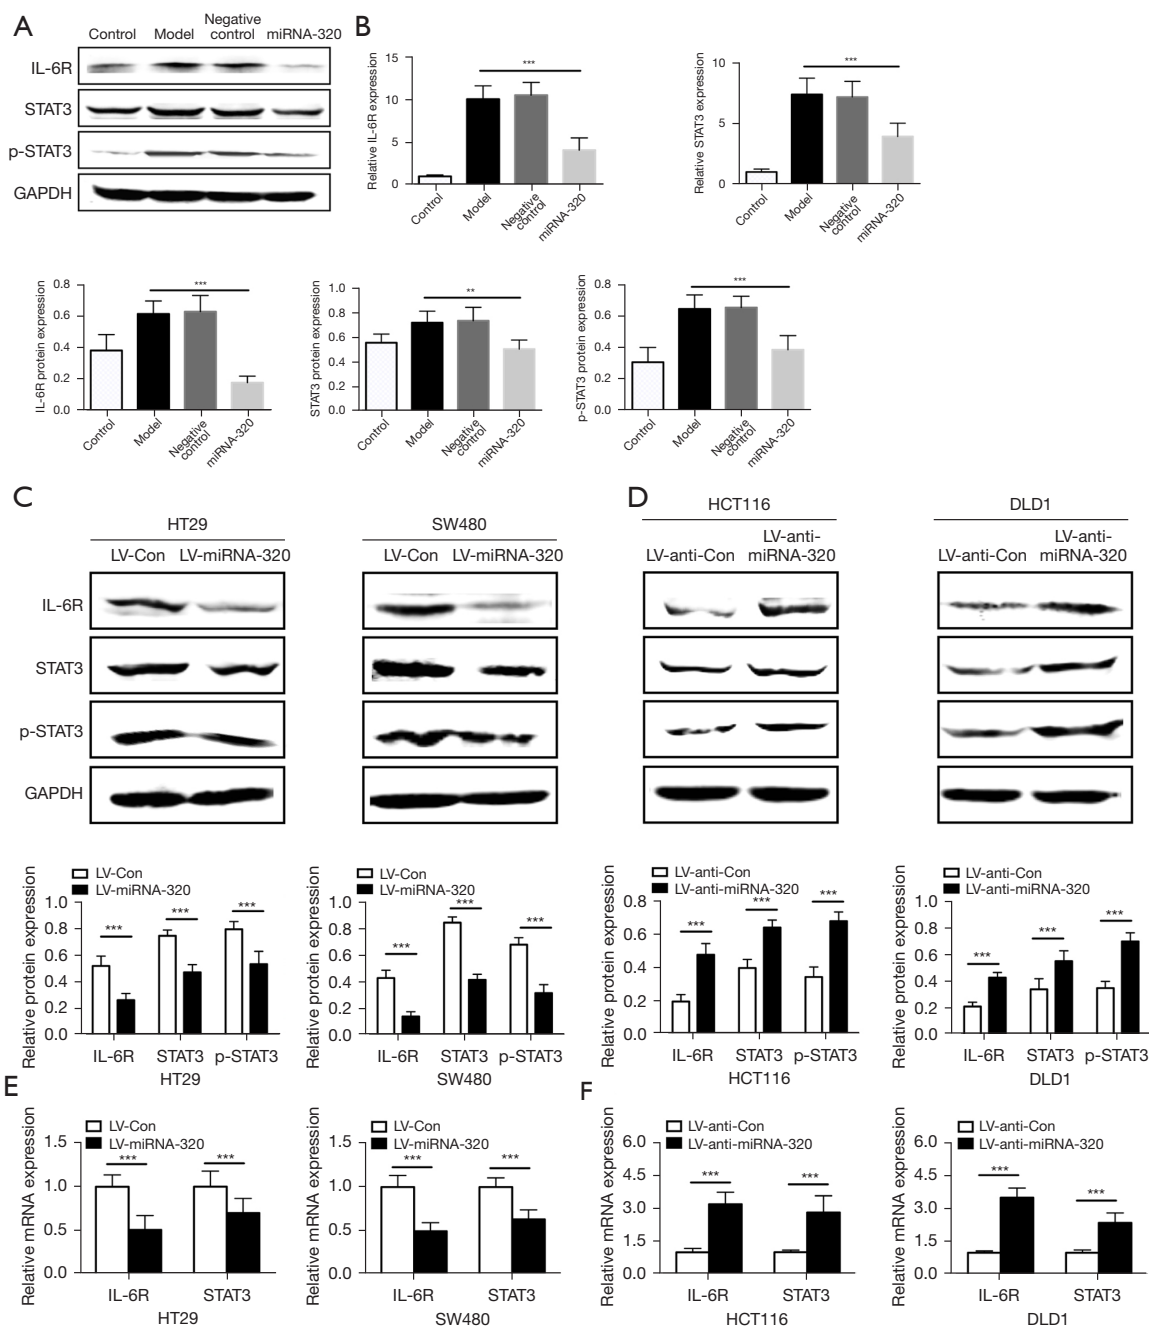 A
Control Model Negative control miRNA-320
IL-6R
STAT3
p-STAT3
GAPDH
B
Relative IL-6R expression
15
10
5
0
***
Control Model Negative control miRNA-320
Relative STAT3 expression
10
5
0
***
Control Model Negative control miRNA-320
IL-6R protein expression
0.8
0.6
0.4
0.2
0.0
***
Control Model Negative control miRNA-320
STAT3 protein expression
1.0
0.8
0.6
0.4
0.2
0.0
**
Control Model Negative control miRNA-320
p-STAT3 protein expression
0.8
0.6
0.4
0.2
0.0
***
Control Model Negative control miRNA-320
C
HT29
LV-Con LV-miRNA-320
SW480
LV-Con LV-miRNA-320
IL-6R
STAT3
p-STAT3
GAPDH
D
HCT116
LV-anti-Con LV-anti-miRNA-320
DLD1
LV-anti-Con LV-anti-miRNA-320
LV-Con
LV-miRNA-320
Relative protein expression
1.0
0.8
0.6
0.4
0.2
0.0
*** *** ***
IL-6R STAT3 p-STAT3
HT29
LV-Con
LV-miRNA-320
Relative protein expression
1.0
0.8
0.6
0.4
0.2
0.0
*** *** ***
IL-6R STAT3 p-STAT3
SW480
LV-anti-Con
LV-anti-miRNA-320
Relative protein expression
0.8
0.6
0.4
0.2
0.0
*** *** ***
IL-6R STAT3 p-STAT3
HCT116
LV-anti-Con
LV-anti-miRNA-320
Relative protein expression
1.0
0.8
0.6
0.4
0.2
0.0
*** *** ***
IL-6R STAT3 p-STAT3
DLD1
E
LV-Con
LV-miRNA-320
Relative mRNA expression
1.5
1.0
0.5
0.0
*** ***
IL-6R STAT3
HT29
LV-Con
LV-miRNA-320
Relative mRNA expression
1.5
1.0
0.5
0.0
*** ***
IL-6R STAT3
SW480
F
LV-anti-Con
LV-anti-miRNA-320
Relative mRNA expression
6.0
4.5
3.0
1.5
0.0
*** ***
IL-6R STAT3
HCT116
LV-anti-Con
LV-anti-miRNA-320
Relative mRNA expression
6.0
4.5
3.0
1.5
0.0
*** ***
IL-6R STAT3
DLD1